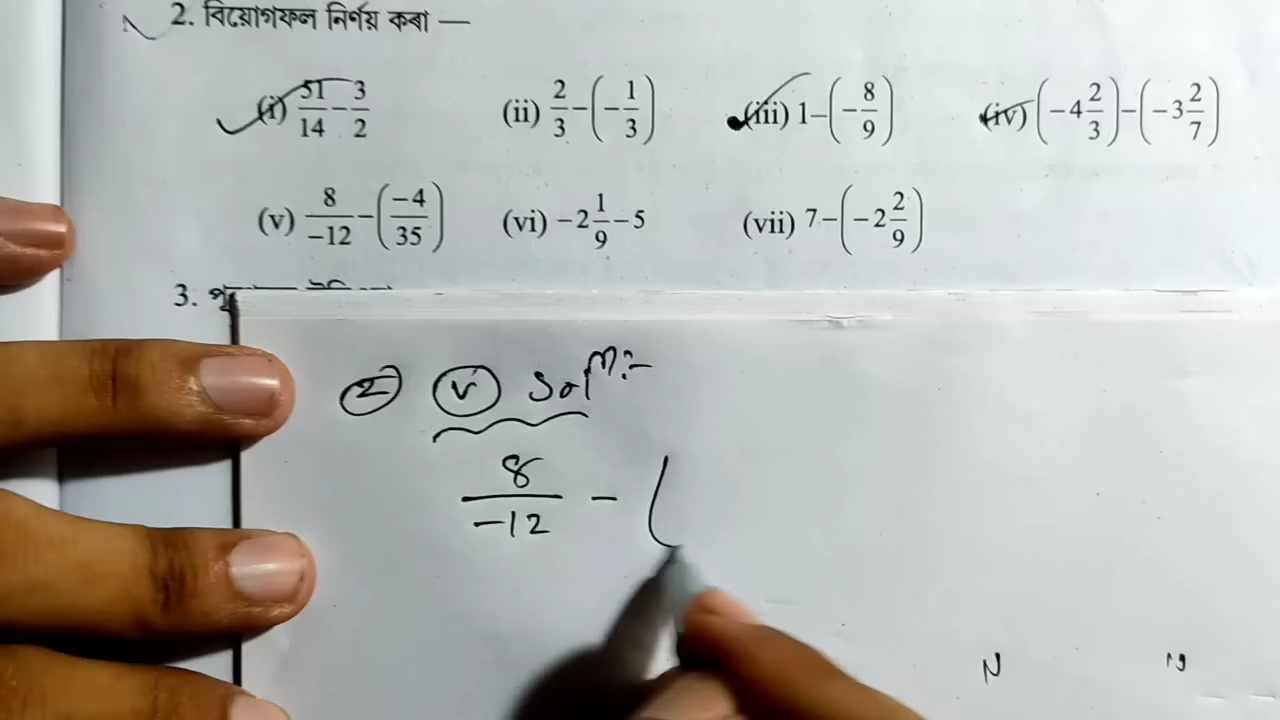 2. বিয়োগফল নিৰ্ণয় কৰা —
(i) 51/14 - 3/2 (ii) 2/3 - (-1/3) (iii) 1 - (-8/9) (iv) (-4 2/3) - (-3 2/7)
(v) 8/-12 - (-4/35) (vi) -2 1/9 - 5 (vii) 7 - (-2 2/9)
3.
2 v Solⁿ:-
8/-12 - (
N